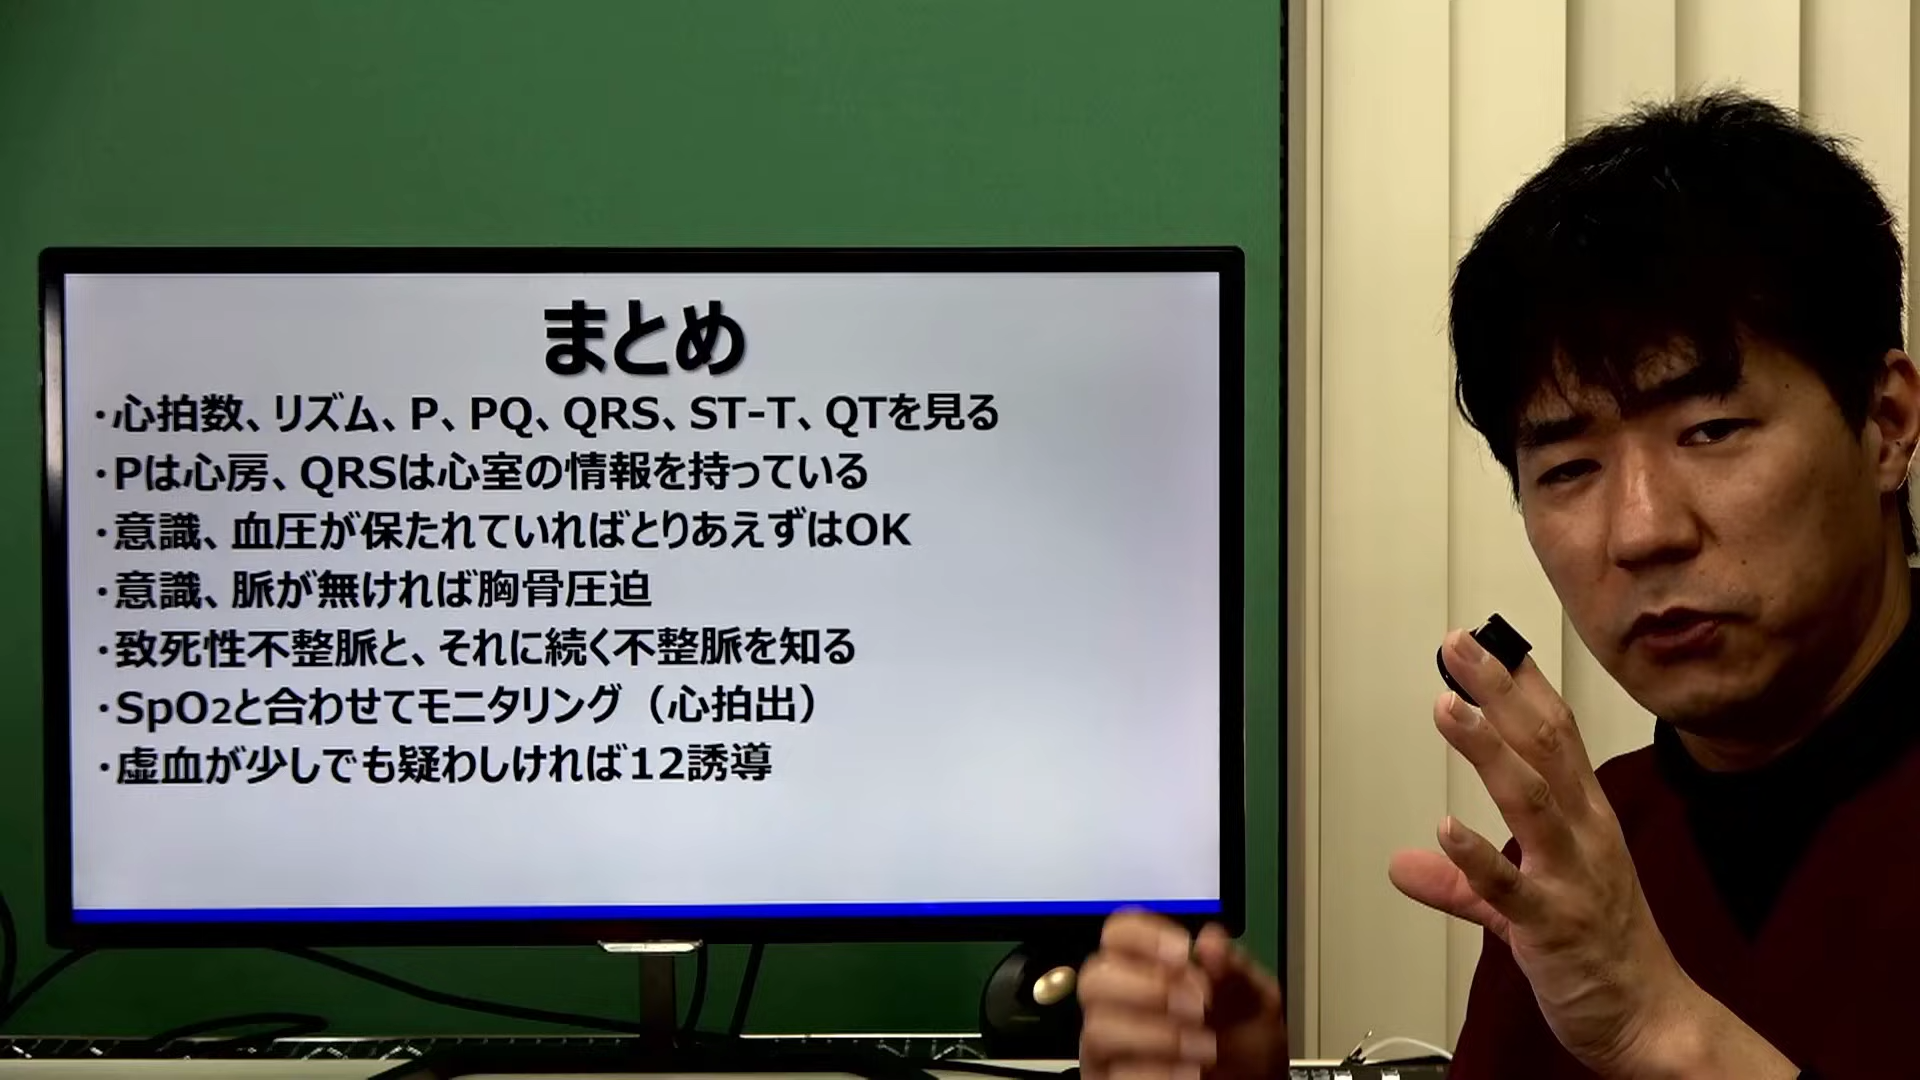 まとめ
・心拍数、リズム、P、PQ、QRS、ST-T、QTを見る
・Pは心房、QRSは心室の情報を持っている
・意識、血圧が保たれていればとりあえずはOK
・意識、脈が無ければ胸骨圧迫
・致死性不整脈と、それに続く不整脈を知る
・SpO2と合わせてモニタリング（心拍出）
・虚血が少しでも疑わしければ12誘導